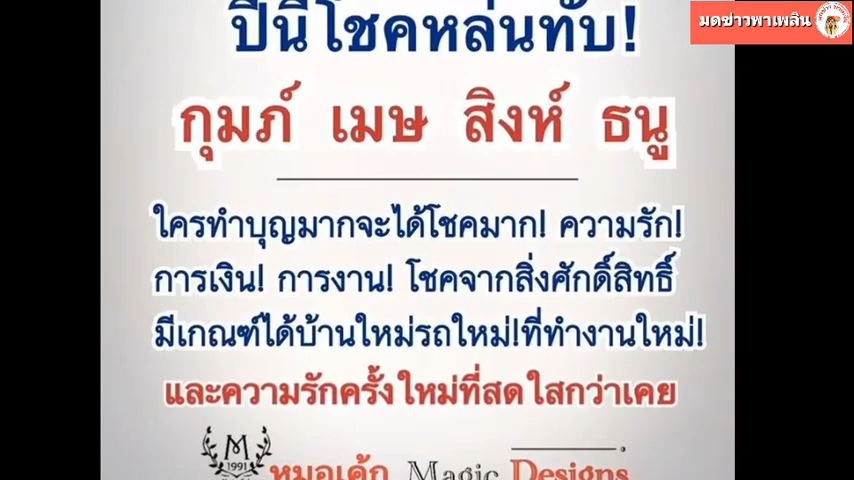 มดข่าวพาเพลิน
ปีนี้โชคหล่นทับ!
กุมภ์ เมษ สิงห์ ธนู
ใครทำบุญมากจะได้โชคมาก! ความรัก!
การเงิน! การงาน! โชคจากสิ่งศักดิ์สิทธิ์
มีเกณฑ์ได้บ้านใหม่รถใหม่!ที่ทำงานใหม่!
และความรักครั้งใหม่ที่สดใสกว่าเคย
M
1991
หมอเค้ก Magic Designs